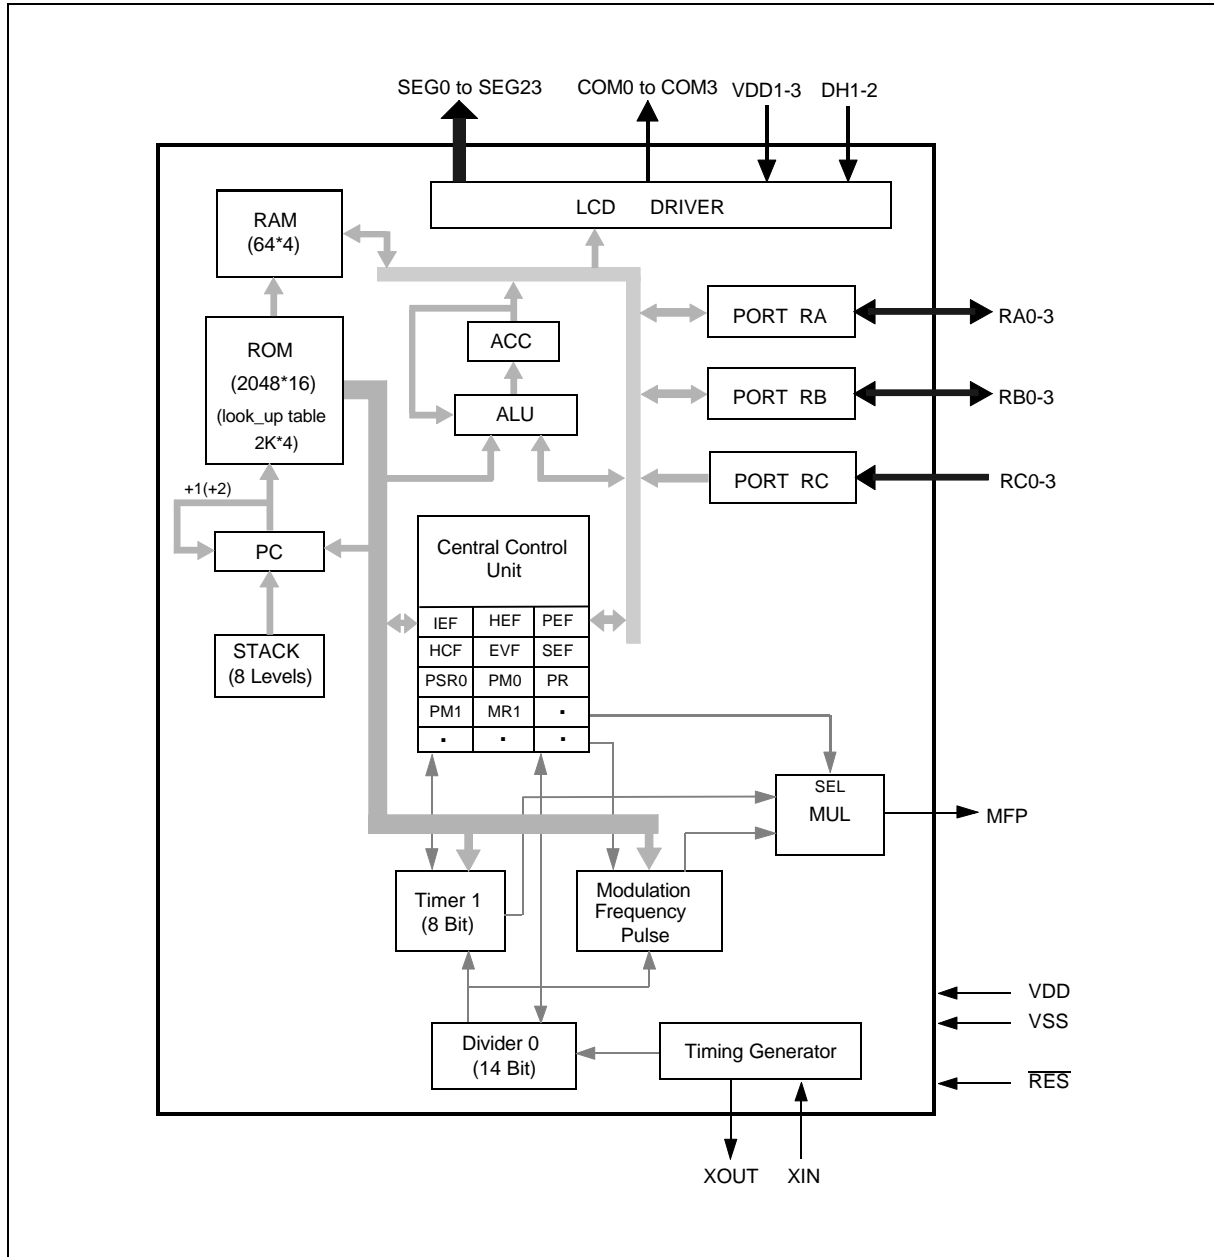 SEG0 to SEG23
COM0 to COM3
VDD1-3
DH1-2
LCD DRIVER
RAM
(64*4)
ROM
(2048*16)
(look_up table
2K*4)
ACC
ALU
PORT RA
RA0-3
PORT RB
RB0-3
PORT RC
RC0-3
+1(+2)
PC
STACK
(8 Levels)
Central Control
Unit
IEF HEF PEF
HCF EVF SEF
PSR0 PM0 PR
PM1 MR1 .
. . .
SEL
MUL
MFP
Timer 1
(8 Bit)
Modulation
Frequency
Pulse
VDD
VSS
RES
Divider 0
(14 Bit)
Timing Generator
XOUT
XIN